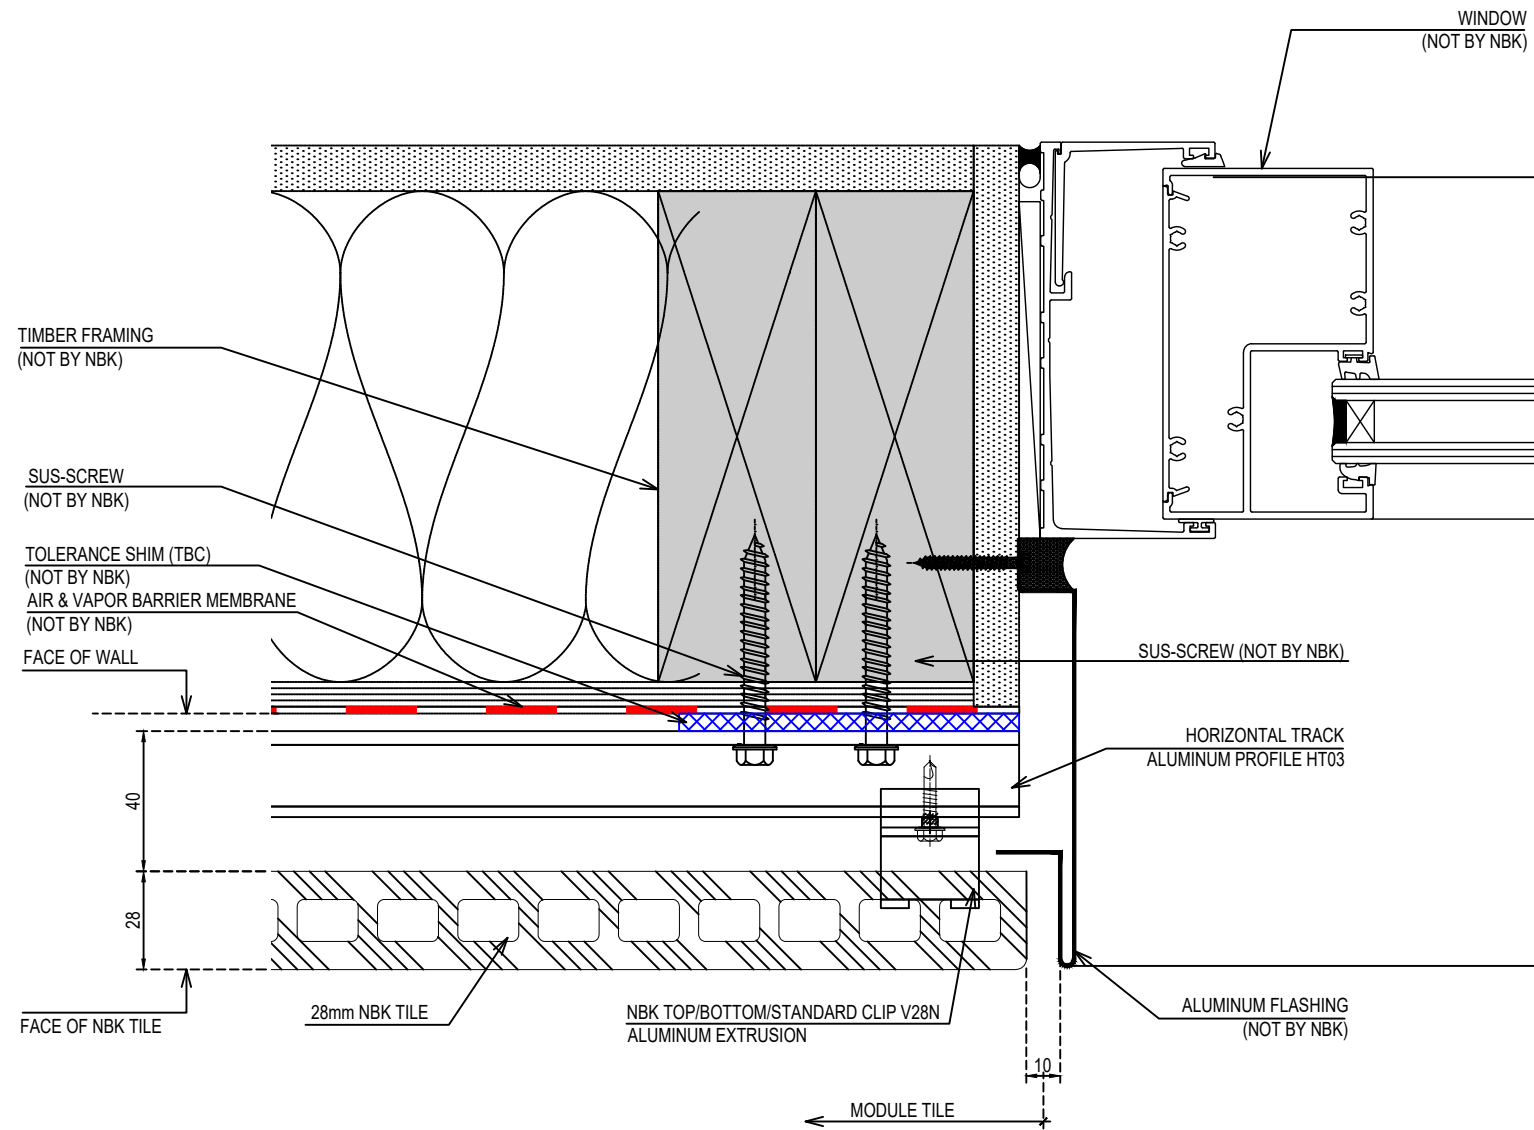 WINDOW
(NOT BY NBK)
TIMBER FRAMING
(NOT BY NBK)
SUS-SCREW
(NOT BY NBK)
TOLERANCE SHIM (TBC)
(NOT BY NBK)
AIR & VAPOR BARRIER MEMBRANE
(NOT BY NBK)
FACE OF WALL
SUS-SCREW (NOT BY NBK)
HORIZONTAL TRACK
ALUMINUM PROFILE HT03
40
28
FACE OF NBK TILE
28mm NBK TILE
NBK TOP/BOTTOM/STANDARD CLIP V28N
ALUMINUM EXTRUSION
ALUMINUM FLASHING
(NOT BY NBK)
10
MODULE TILE